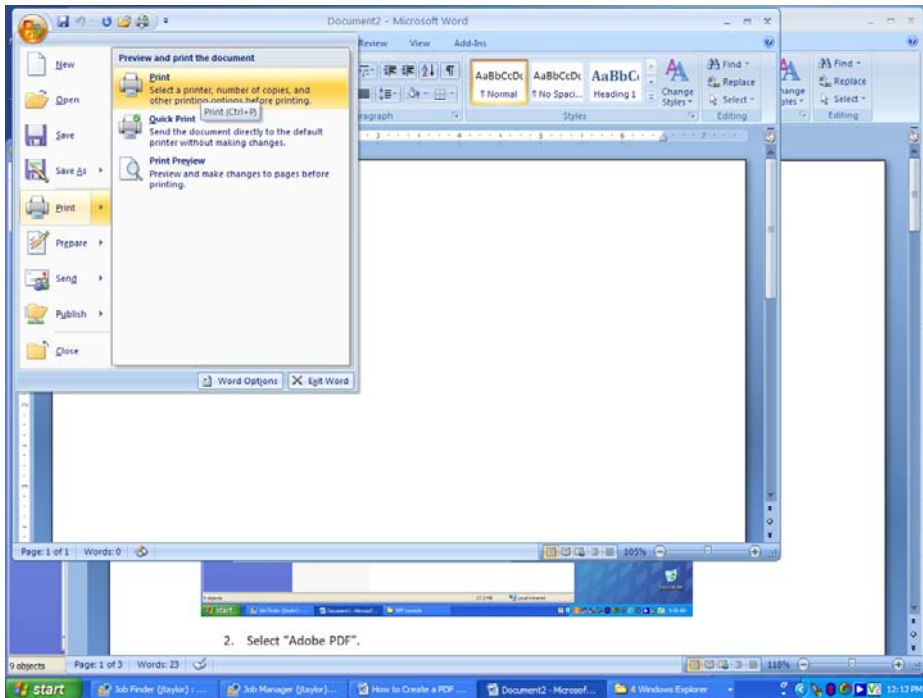 Document2 - Microsoft Word
Review View Add-Ins
New
Open
Save
Save As
Print
Prepare
Send
Publish
Close
Preview and print the document
Print
Select a printer, number of copies, and
other printing options before printing.
Print (Ctrl+P)
Quick Print
Send the document directly to the default
printer without making changes.
Print Preview
Preview and make changes to pages before
printing.
Word Options
Exit Word
AaBbCcDc AaBbCcDc AaBbC
¶ Normal ¶ No Spaci... Heading 1
Change
Styles
Find
Replace
Select
Styles
Editing
Find
Replace
Select
Editing
Page: 1 of 1 Words: 0
105%
2. Select "Adobe PDF".
9 objects
Page: 1 of 3 Words: 23
118%
start
Job Finder (jtaylor) : ...
Job Manager (jtaylor)...
How to Create a PDF ...
Document2 - Microsof...
4 Windows Explorer
12:13 PM